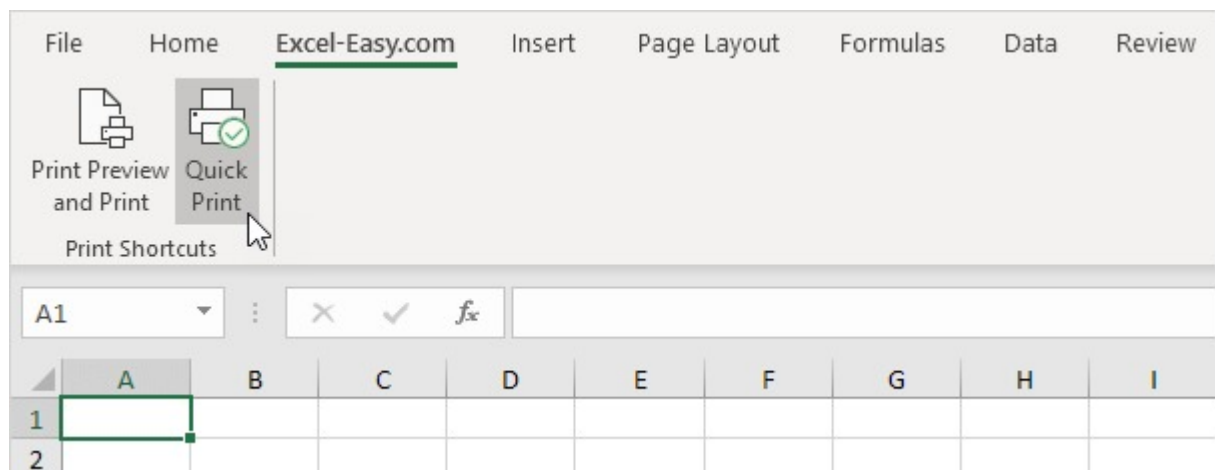 File Home Excel-Easy.com Insert Page Layout Formulas Data Review
Print Preview and Print
Quick Print
Print Shortcuts
A1 fx
A B C D E F G H I
1
2